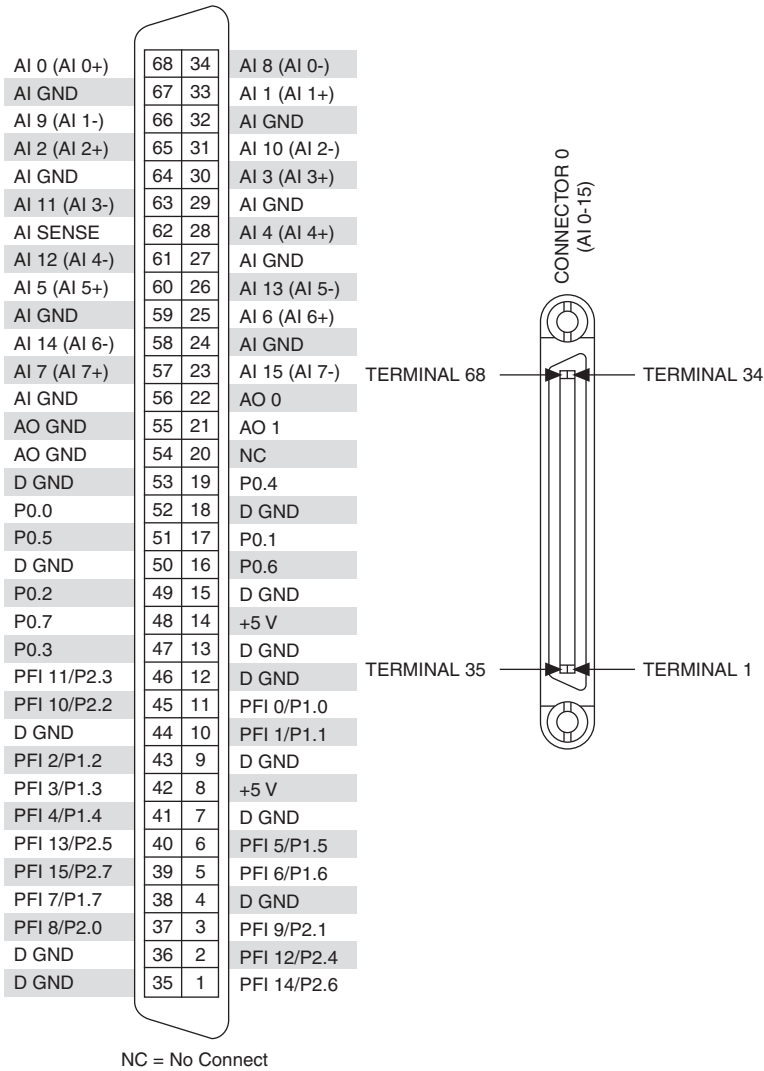 AI 0 (AI 0+) 68 34 AI 8 (AI 0-)
AI GND 67 33 AI 1 (AI 1+)
AI 9 (AI 1-) 66 32 AI GND
AI 2 (AI 2+) 65 31 AI 10 (AI 2-)
AI GND 64 30 AI 3 (AI 3+)
AI 11 (AI 3-) 63 29 AI GND
AI SENSE 62 28 AI 4 (AI 4+)
AI 12 (AI 4-) 61 27 AI GND
AI 5 (AI 5+) 60 26 AI 13 (AI 5-)
AI GND 59 25 AI 6 (AI 6+)
AI 14 (AI 6-) 58 24 AI GND
AI 7 (AI 7+) 57 23 AI 15 (AI 7-)
AI GND 56 22 AO 0
AO GND 55 21 AO 1
AO GND 54 20 NC
D GND 53 19 P0.4
P0.0 52 18 D GND
P0.5 51 17 P0.1
D GND 50 16 P0.6
P0.2 49 15 D GND
P0.7 48 14 +5 V
P0.3 47 13 D GND
PFI 11/P2.3 46 12 D GND
PFI 10/P2.2 45 11 PFI 0/P1.0
D GND 44 10 PFI 1/P1.1
PFI 2/P1.2 43 9 D GND
PFI 3/P1.3 42 8 +5 V
PFI 4/P1.4 41 7 D GND
PFI 13/P2.5 40 6 PFI 5/P1.5
PFI 15/P2.7 39 5 PFI 6/P1.6
PFI 7/P1.7 38 4 D GND
PFI 8/P2.0 37 3 PFI 9/P2.1
D GND 36 2 PFI 12/P2.4
D GND 35 1 PFI 14/P2.6
NC = No Connect
CONNECTOR 0
(AI 0-15)
TERMINAL 68 TERMINAL 34
TERMINAL 35 TERMINAL 1